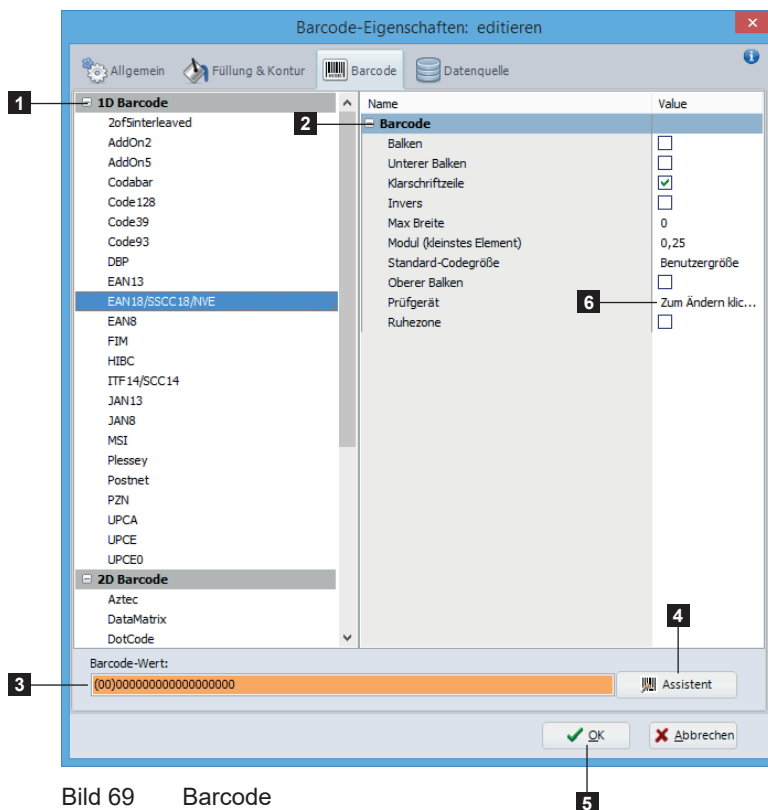 Barcode-Eigenschaften: editieren
Allgemein Füllung & Kontur Barcode Datenquelle
1D Barcode
2of5interleaved
AddOn2
AddOn5
Codabar
Code128
Code39
Code93
DBP
EAN13
EAN18/SSCC18/NVE
EAN8
FIM
HIBC
ITF14/SCC14
JAN13
JAN8
MSI
Plessey
Postnet
PZN
UPCA
UPCE
UPCE0
2D Barcode
Aztec
DataMatrix
DotCode
Name Value
Barcode
Balken
Unterer Balken
Klarschriftzeile
Invers
Max Breite 0
Modul (kleinstes Element) 0,25
Standard-Codegröße Benutzergröße
Oberer Balken
Prüfgerät Zum Ändern klic...
Ruhezone
1
2
6
4
Barcode-Wert:
3
(00)000000000000000000
Assistent
OK
Abbrechen
5
Bild 69 Barcode